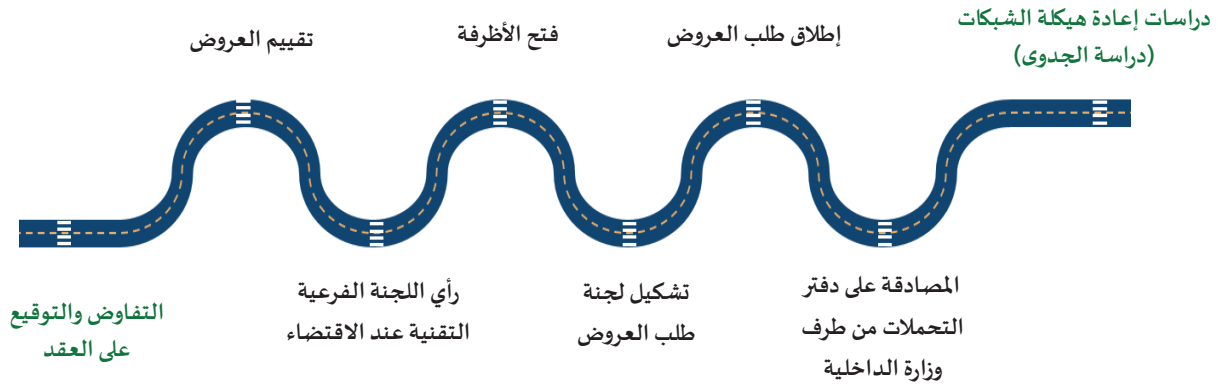 دراسات إعادة هيكلة الشبكات
(دراسة الجدوى)
المصادقة على دفتر
التحملات من طرف
وزارة الداخلية
إطلاق طلب العروض
تشكيل لجنة
طلب العروض
فتح الأظرفة
رأي اللجنة الفرعية
التقنية عند الاقتضاء
تقييم العروض
التفاوض والتوقيع
على العقد